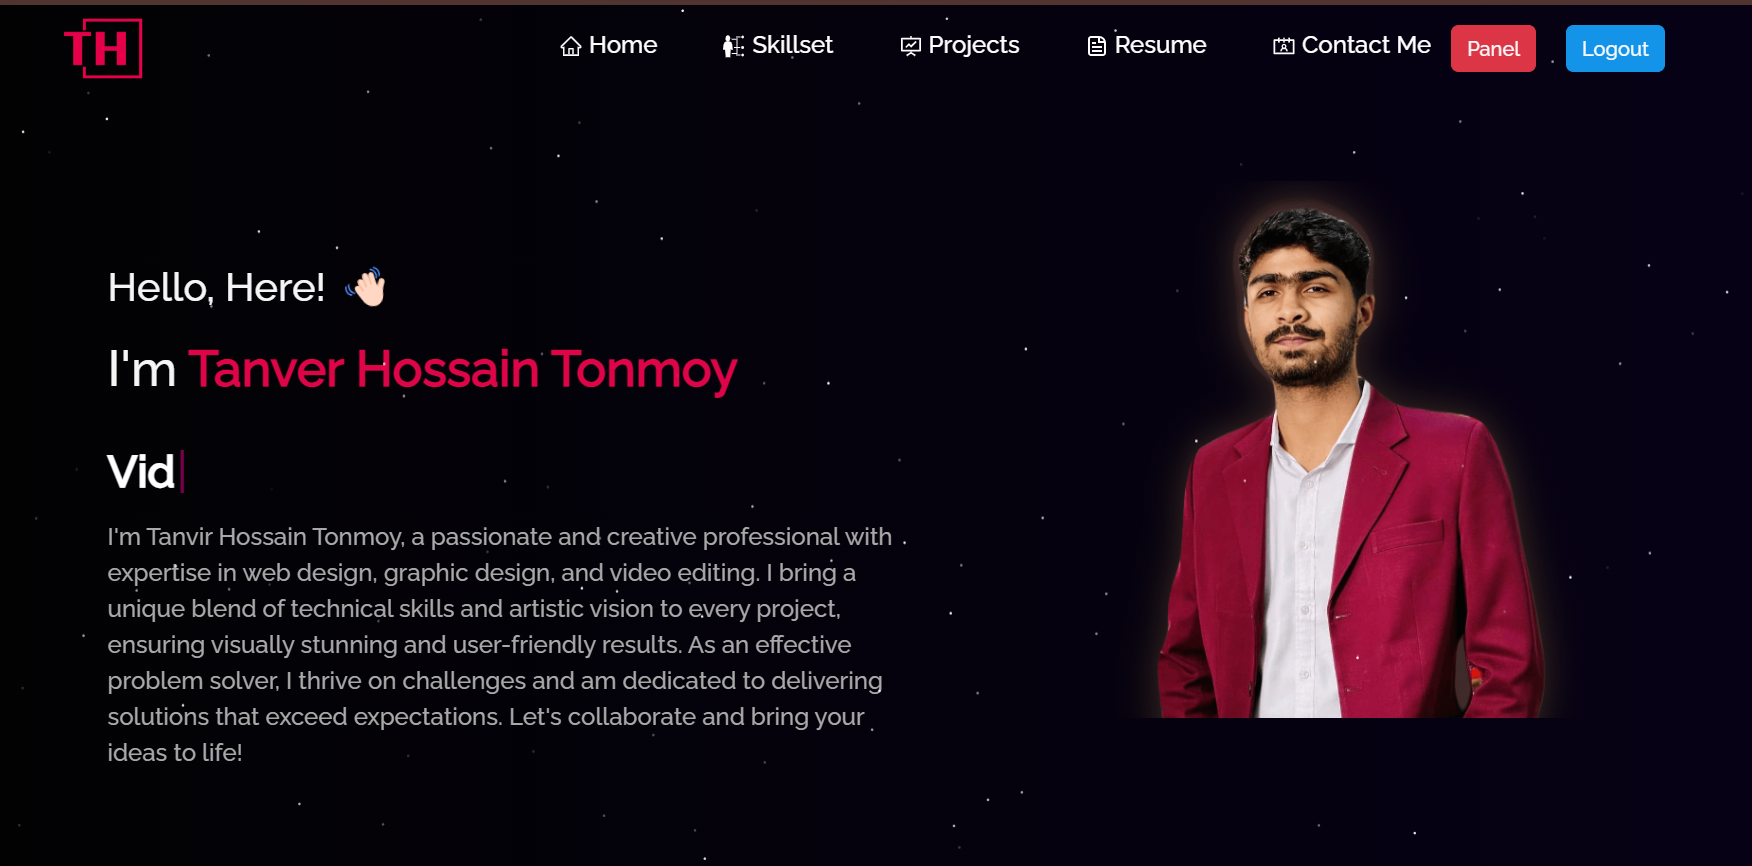 TH
Home
Skillset
Projects
Resume
Contact Me
Panel
Logout
Hello, Here!
I'm Tanver Hossain Tonmoy
Vid
I'm Tanvir Hossain Tonmoy, a passionate and creative professional with
expertise in web design, graphic design, and video editing. I bring a
unique blend of technical skills and artistic vision to every project,
ensuring visually stunning and user-friendly results. As an effective
problem solver, I thrive on challenges and am dedicated to delivering
solutions that exceed expectations. Let's collaborate and bring your
ideas to life!